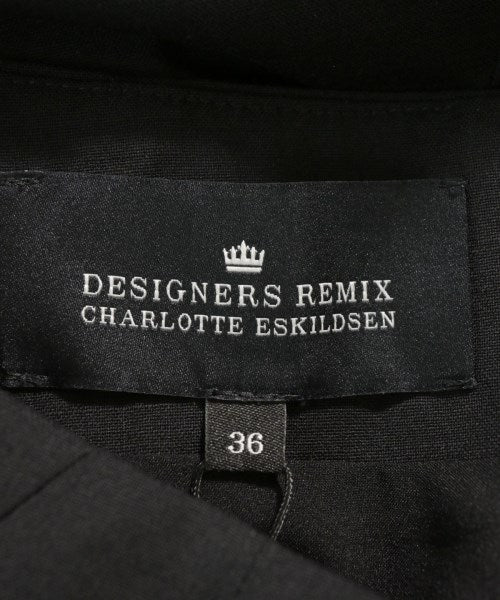 DESIGNERS REMIX
CHARLOTTE ESKILDSEN
36